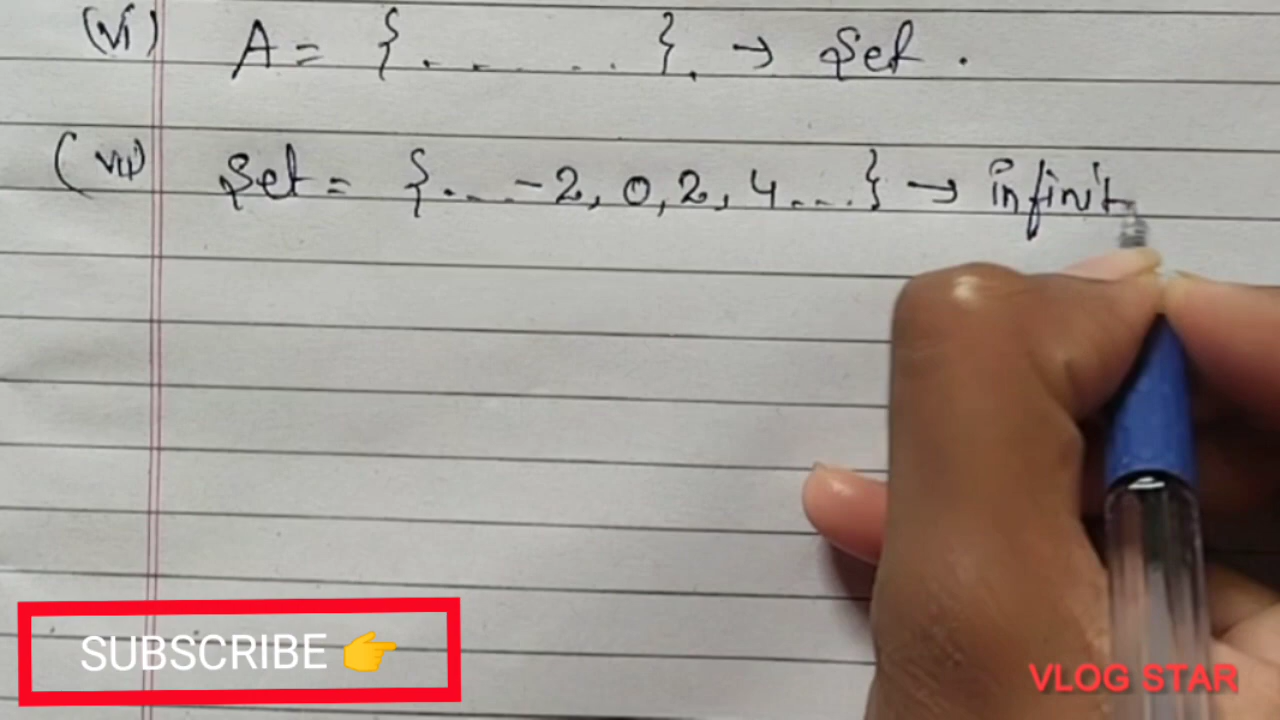 (vi) A = {. . . . . .}. → Set .
(vii) Set = {. . . -2, 0, 2, 4 . . .} → infinit
SUBSCRIBE 👉
VLOG STAR